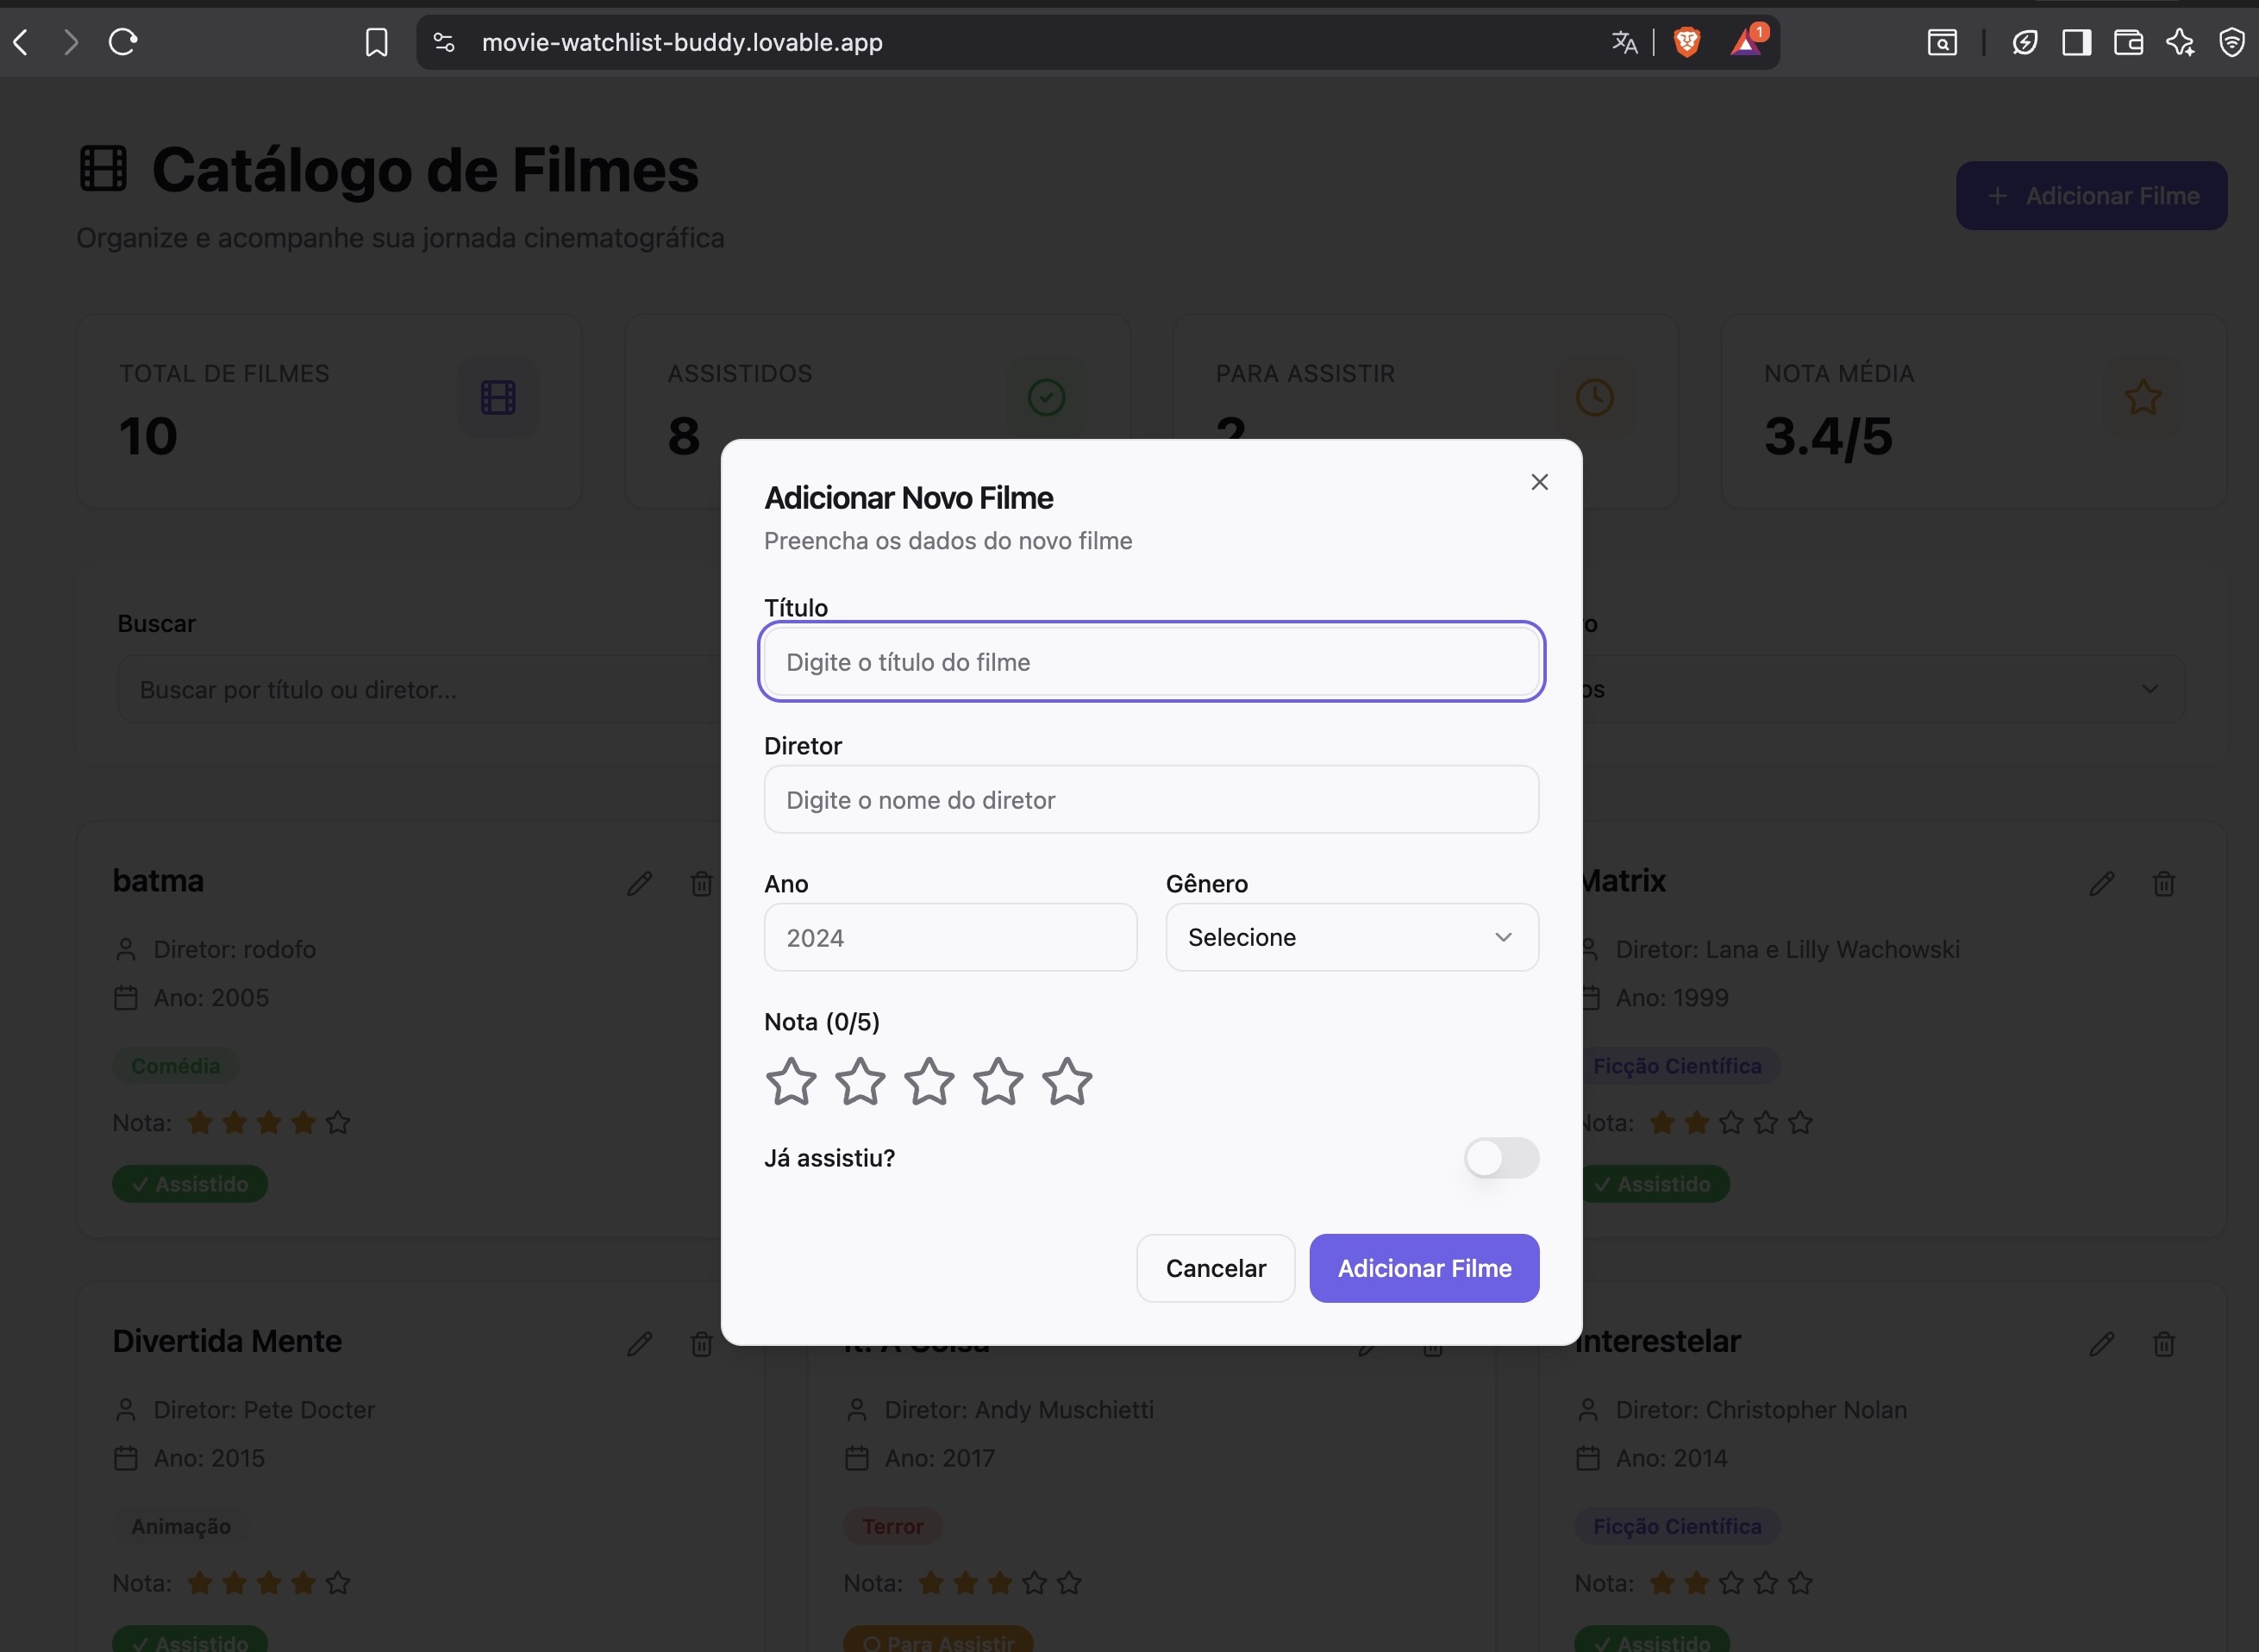 movie-watchlist-buddy.lovable.app
1
Catálogo de Filmes
Organize e acompanhe sua jornada cinematográfica
+ Adicionar Filme
TOTAL DE FILMES
10
ASSISTIDOS
8
PARA ASSISTIR
2
NOTA MÉDIA
3.4/5
Adicionar Novo Filme
Preencha os dados do novo filme
Título
Digite o título do filme
Diretor
Digite o nome do diretor
Ano
2024
Gênero
Selecione
Nota (0/5)
Já assistiu?
Cancelar
Adicionar Filme
Buscar
Buscar por título ou diretor...
batma
Diretor: rodofo
Ano: 2005
Comédia
Nota:
✓ Assistido
Matrix
Diretor: Lana e Lilly Wachowski
Ano: 1999
Ficção Científica
Nota:
✓ Assistido
Divertida Mente
Diretor: Pete Docter
Ano: 2015
Animação
Nota:
✓ Assistido
It: A Coisa
Diretor: Andy Muschietti
Ano: 2017
Terror
Nota:
Para Assistir
Interestelar
Diretor: Christopher Nolan
Ano: 2014
Ficção Científica
Nota:
✓ Assistido